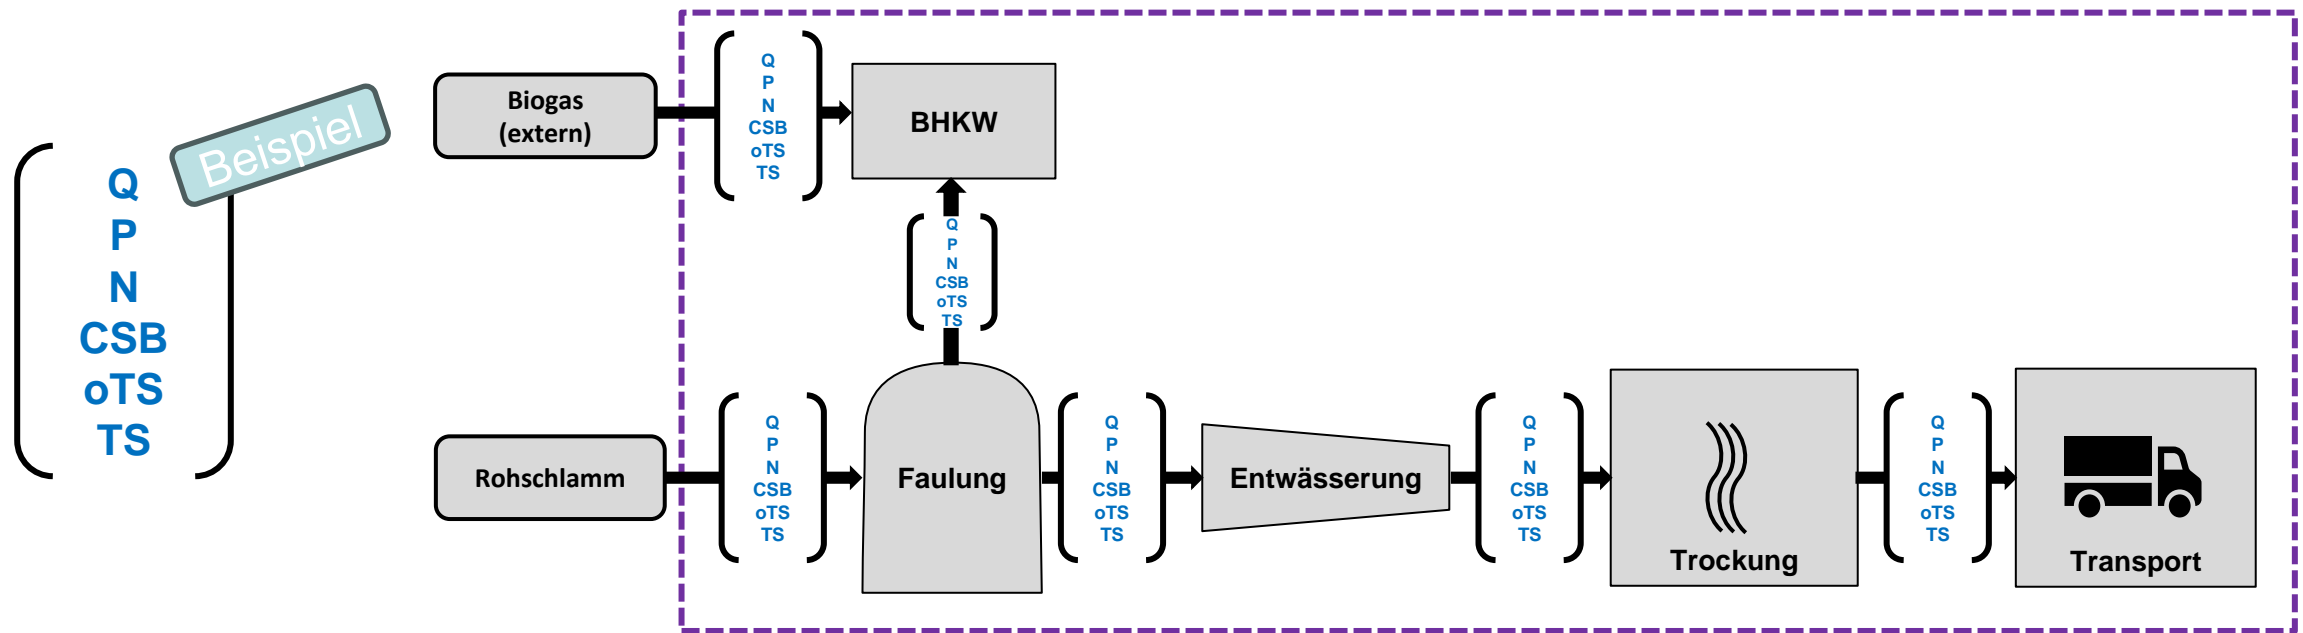 Beispiel
Q
P
N
CSB
oTS
TS
Biogas
(extern)
Q
P
N
CSB
oTS
TS
BHKW
Q
P
N
CSB
oTS
TS
Rohschlamm
Q
P
N
CSB
oTS
TS
Faulung
Q
P
N
CSB
oTS
TS
Entwässerung
Q
P
N
CSB
oTS
TS
Trockung
Q
P
N
CSB
oTS
TS
Transport